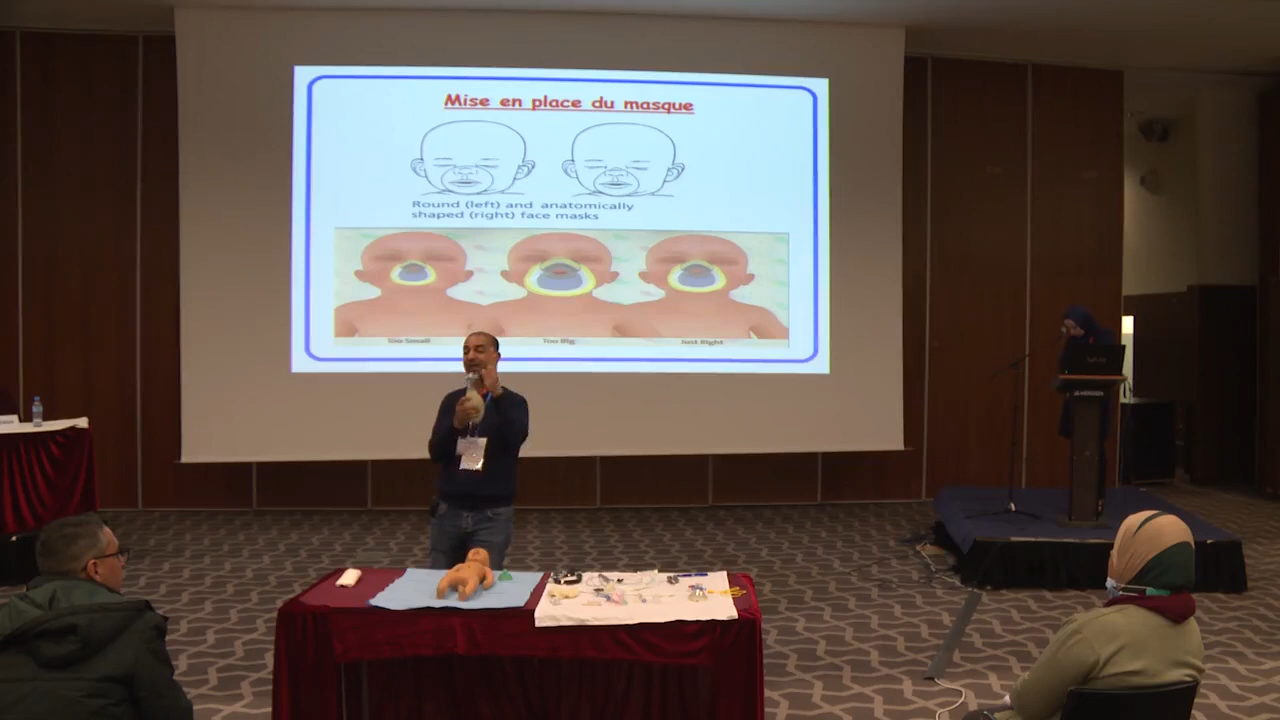 Mise en place du masque
Round (left) and anatomically
shaped (right) face masks
Too Small
Too Big
Just Right